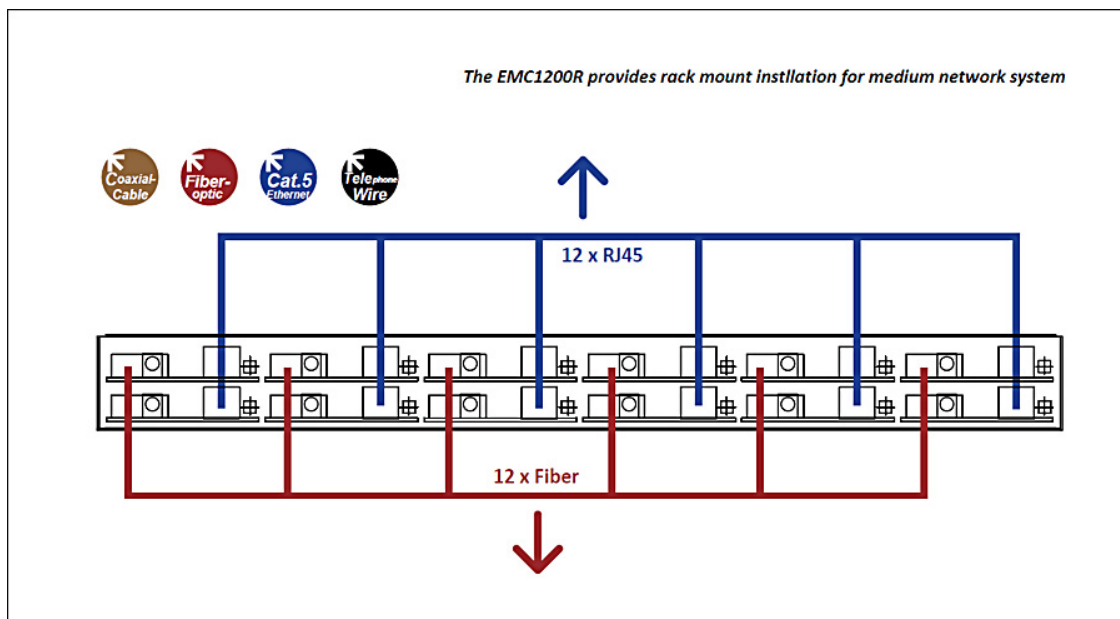 The EMC1200R provides rack mount instllation for medium network system
Coaxial-
Cable
Fiber-
optic
Cat.5
Ethernet
Telephone
Wire
12 x RJ45
12 x Fiber